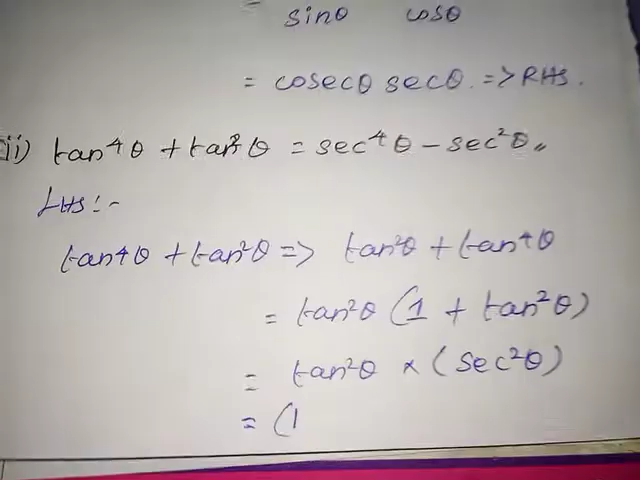 = sinθ cosθ
= cosecθ secθ. => RHS.
ii) tan⁴θ + tan²θ = sec⁴θ - sec²θ,,
LHS:-
tan4θ + tan²θ => tan²θ + tan⁴θ
= tan²θ (1 + tan²θ)
= tan²θ × (sec²θ)
= (1